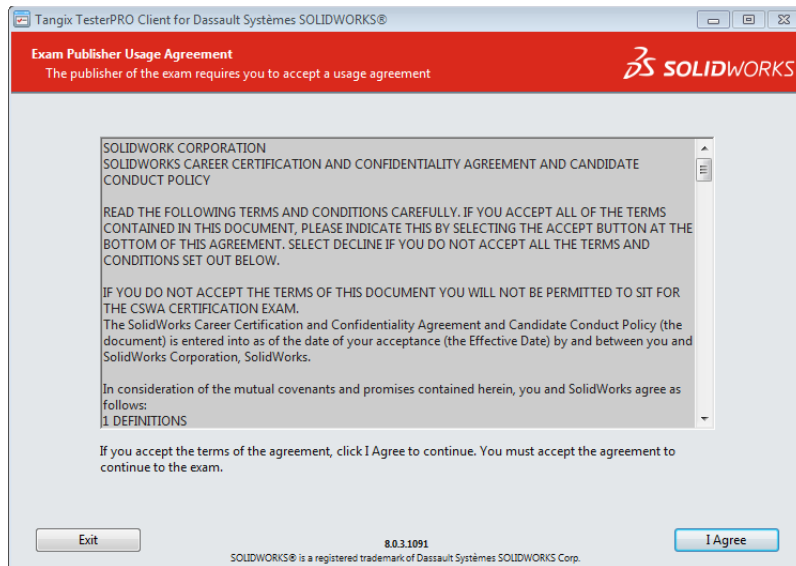 Tangix TesterPRO Client for Dassault Systèmes SOLIDWORKS®
Exam Publisher Usage Agreement
The publisher of the exam requires you to accept a usage agreement
DS SOLIDWORKS
SOLIDWORK CORPORATION
SOLIDWORKS CAREER CERTIFICATION AND CONFIDENTIALITY AGREEMENT AND CANDIDATE
CONDUCT POLICY
READ THE FOLLOWING TERMS AND CONDITIONS CAREFULLY. IF YOU ACCEPT ALL OF THE TERMS
CONTAINED IN THIS DOCUMENT, PLEASE INDICATE THIS BY SELECTING THE ACCEPT BUTTON AT THE
BOTTOM OF THIS AGREEMENT. SELECT DECLINE IF YOU DO NOT ACCEPT ALL THE TERMS AND
CONDITIONS SET OUT BELOW.
IF YOU DO NOT ACCEPT THE TERMS OF THIS DOCUMENT YOU WILL NOT BE PERMITTED TO SIT FOR
THE CSWA CERTIFICATION EXAM.
The SolidWorks Career Certification and Confidentiality Agreement and Candidate Conduct Policy (the
document) is entered into as of the date of your acceptance (the Effective Date) by and between you and
SolidWorks Corporation, SolidWorks.
In consideration of the mutual covenants and promises contained herein, you and SolidWorks agree as
follows:
1 DEFINITIONS
If you accept the terms of the agreement, click I Agree to continue. You must accept the agreement to
continue to the exam.
Exit
8.0.3.1091
I Agree
SOLIDWORKS® is a registered trademark of Dassault Systèmes SOLIDWORKS Corp.